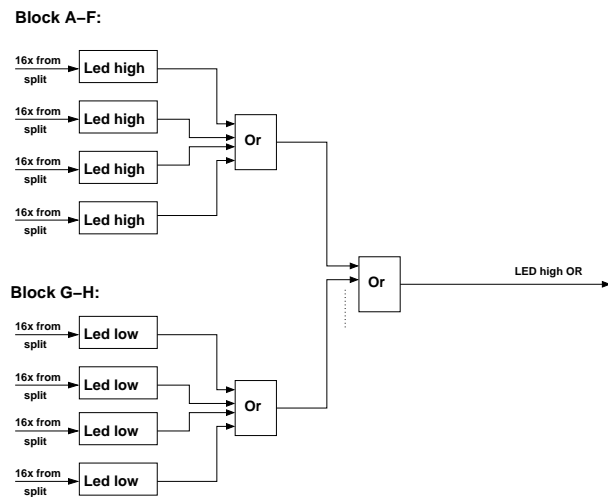 Block A–F:
16x from
split
Led high
16x from
split
Led high
16x from
split
Led high
16x from
split
Led high
Or
Or
LED high OR
Block G–H:
16x from
split
Led low
16x from
split
Led low
16x from
split
Led low
16x from
split
Led low
Or